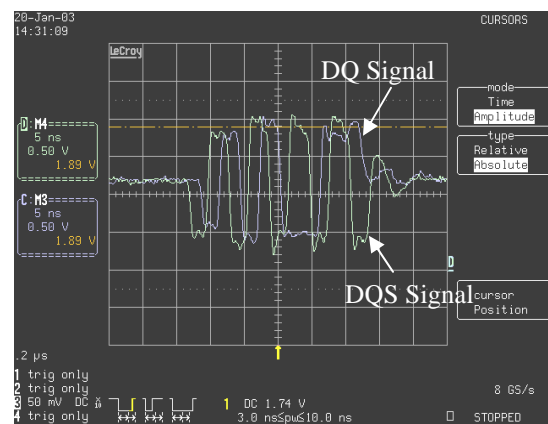 20-Jan-03
14:31:09
CURSORS
LeCroy
DQ Signal
mode
Time
Amplitude
type
Relative
Absolute
D:M4
5 ns
0.50 V
1.89 V
C:M3
5 ns
0.50 V
1.89 V
D
DQS Signal
cursor
Position
.2 µs
1 trig only
2 trig only
3 50 mV DC
4 trig only
1 DC 1.74 V
3.0 ns≤pw≤10.0 ns
8 GS/s
STOPPED